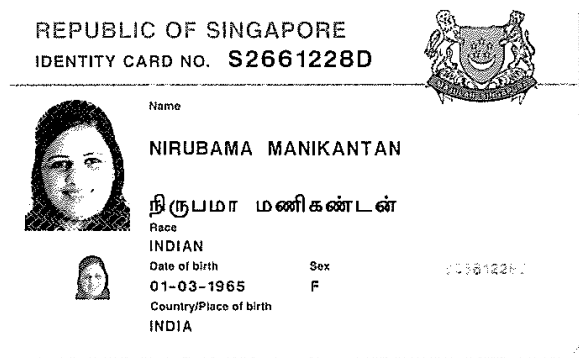 REPUBLIC OF SINGAPORE
IDENTITY CARD NO. S2661228D
Name
NIRUBAMA MANIKANTAN
நிருபமா மணிகண்டன்
Race
INDIAN
Date of birth Sex
01-03-1965 F
Country/Place of birth
INDIA